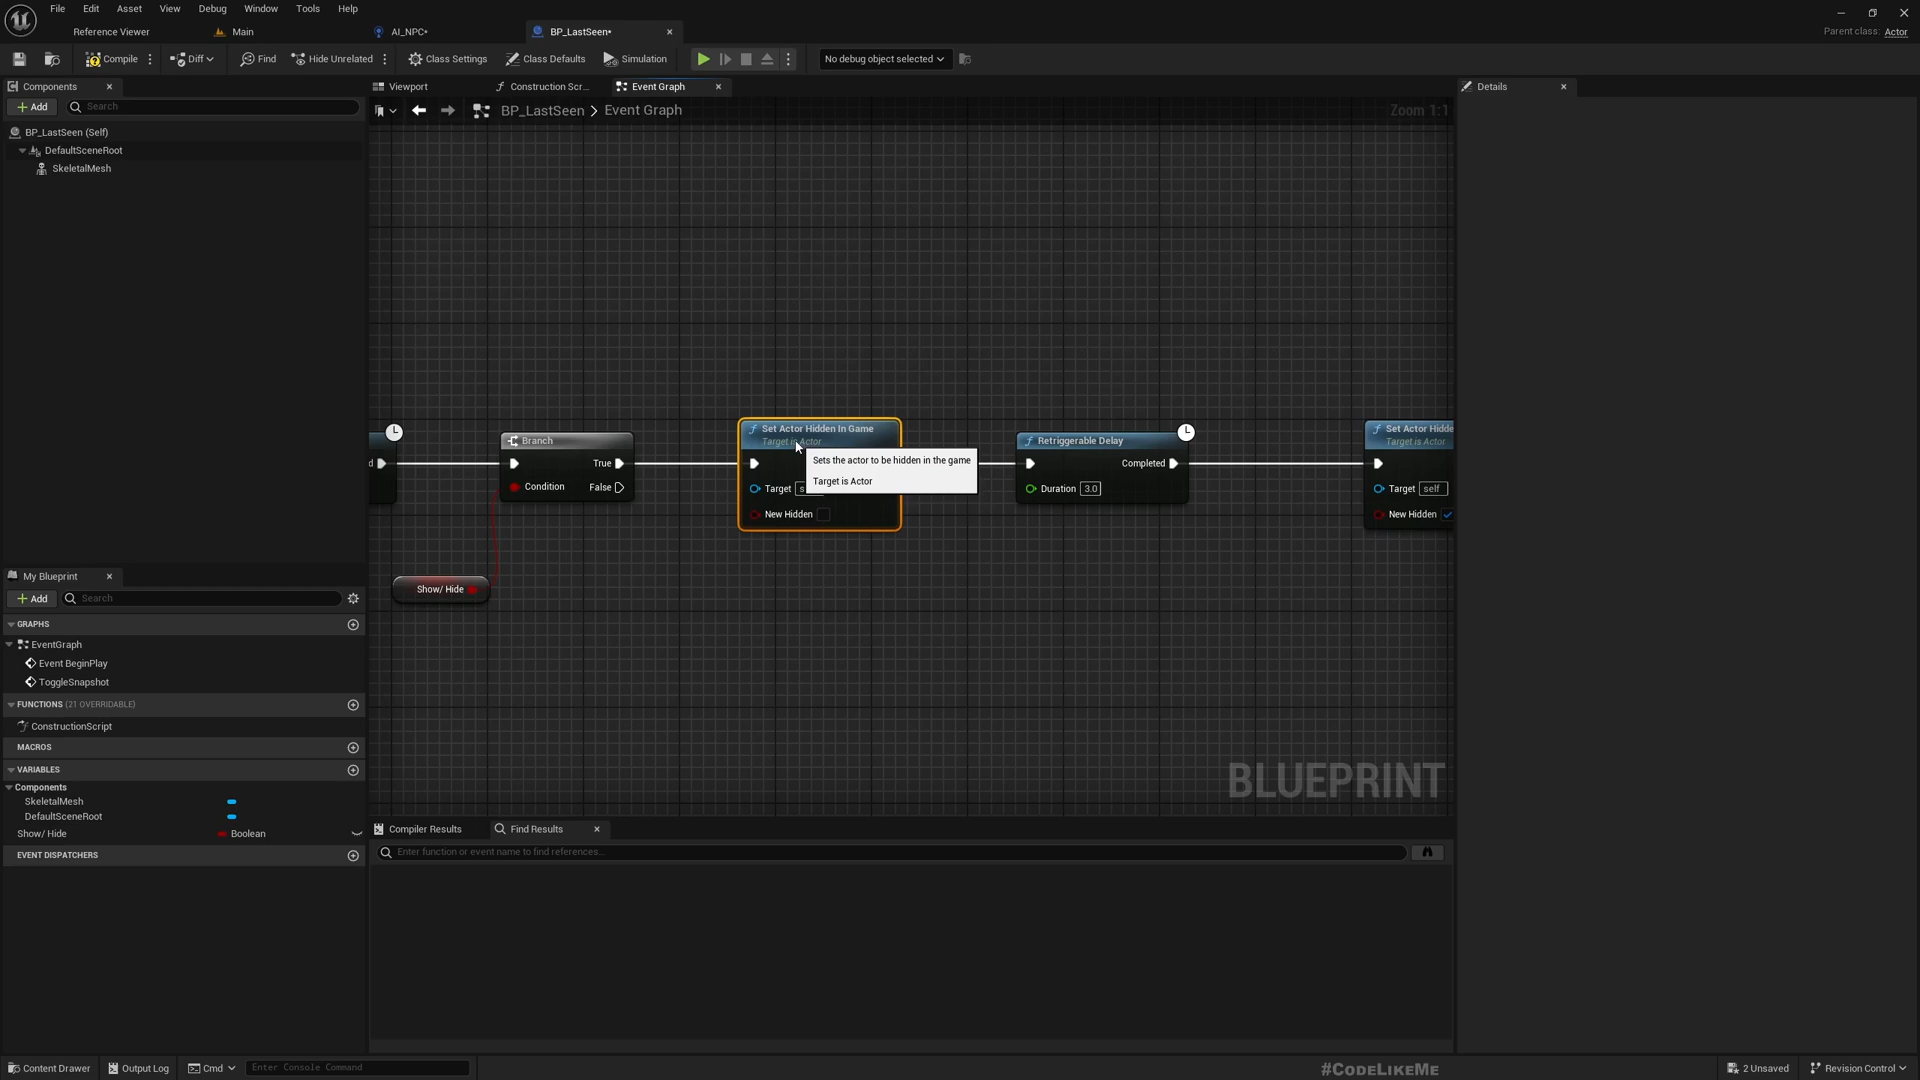 File Edit Asset View Debug Window Tools Help
Reference Viewer Main AI_NPC* BP_LastSeen*
Parent class: Actor
Compile Diff Find Hide Unrelated Class Settings Class Defaults Simulation No debug object selected
Components Viewport Construction Scr... Event Graph Details
Add Search
BP_LastSeen > Event Graph Zoom 1:1
BP_LastSeen (Self)
DefaultSceneRoot
SkeletalMesh
Set Actor Hidden In Game
Target is Actor
Sets the actor to be hidden in the game
Target is Actor
Target s
New Hidden
Branch
True
Condition False
Retriggerable Delay
Completed
Duration 3.0
Set Actor Hidde
Target is Actor
Target self
New Hidden
d
Show/ Hide
BLUEPRINT
My Blueprint
Add Search
GRAPHS
EventGraph
Event BeginPlay
ToggleSnapshot
FUNCTIONS (21 OVERRIDABLE)
ConstructionScript
MACROS
VARIABLES
Components
SkeletalMesh
DefaultSceneRoot
Show/ Hide Boolean
EVENT DISPATCHERS
Compiler Results Find Results
Enter function or event name to find references...
Content Drawer Output Log Cmd Enter Console Command #CODELIKEME 2 Unsaved Revision Control